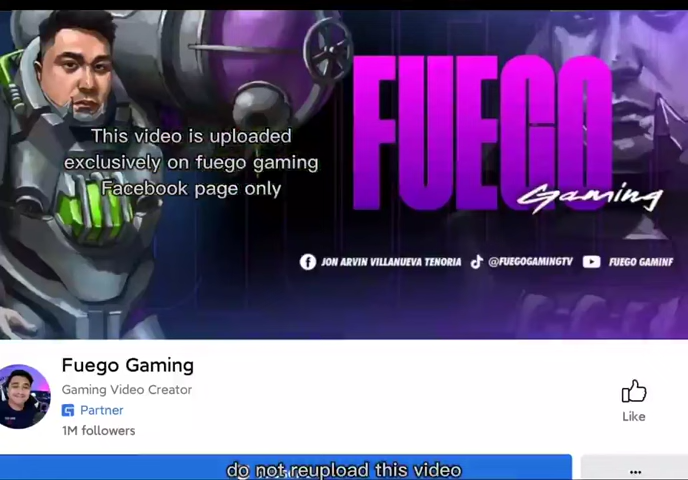 This video is uploaded
exclusively on fuego gaming
Facebook page only
FUEGO
Gaming
JON ARVIN VILLANUEVA TENORIA @FUEGOGAMINGTV FUEGO GAMINF
Fuego Gaming
Gaming Video Creator
Partner
1M followers
Like
do not reupload this video
...